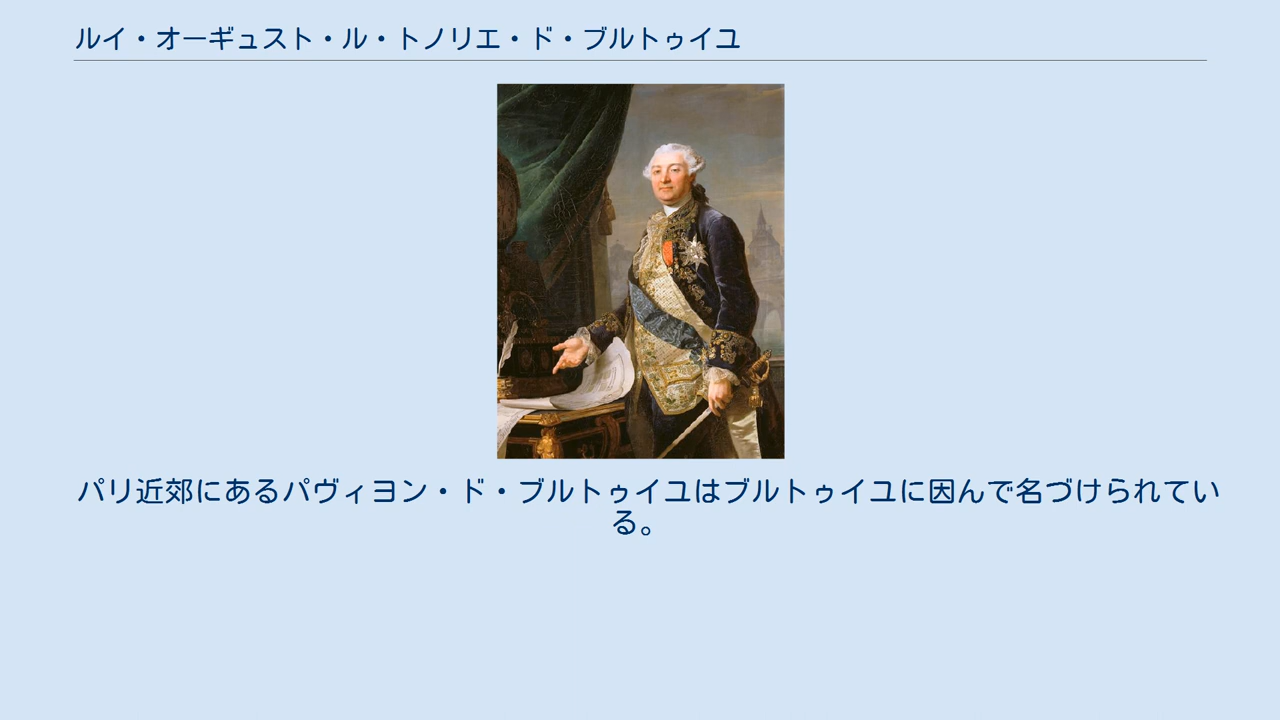 ルイ・オーギュスト・ル・トノリエ・ド・ブルトゥイユ
パリ近郊にあるパヴィヨン・ド・ブルトゥイユはブルトゥイユに因んで名づけられてい
る。